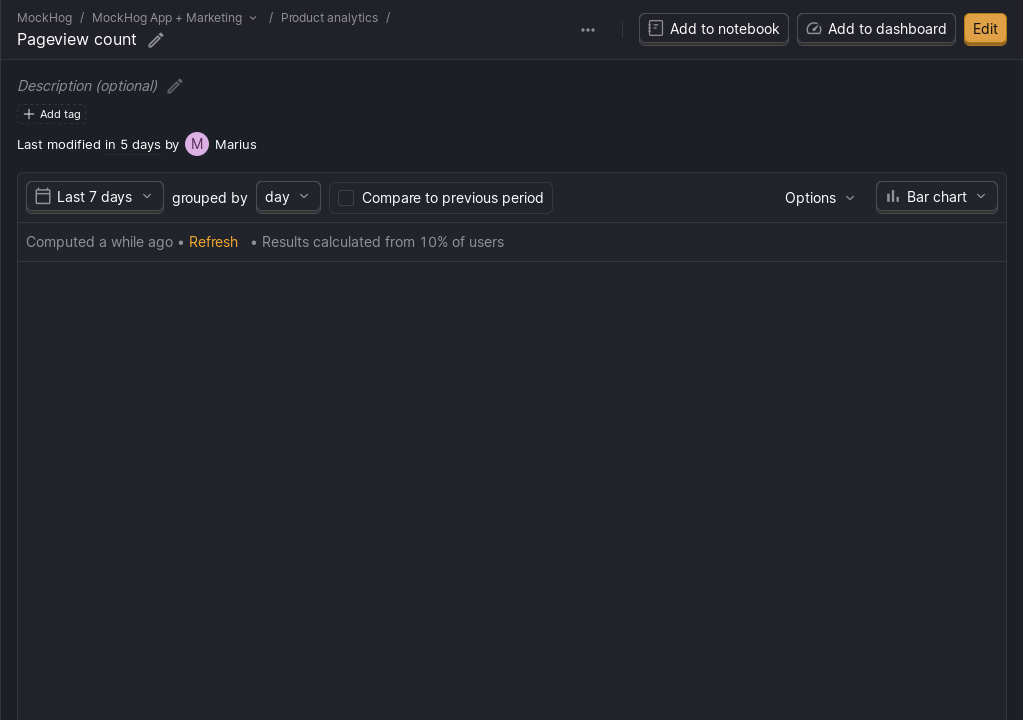 MockHog / MockHog App + Marketing / Product analytics /
Pageview count
Add to notebook
Add to dashboard
Edit
Description (optional)
Add tag
Last modified in 5 days by M Marius
Last 7 days grouped by day Compare to previous period Options Bar chart
Computed a while ago • Refresh • Results calculated from 10% of users